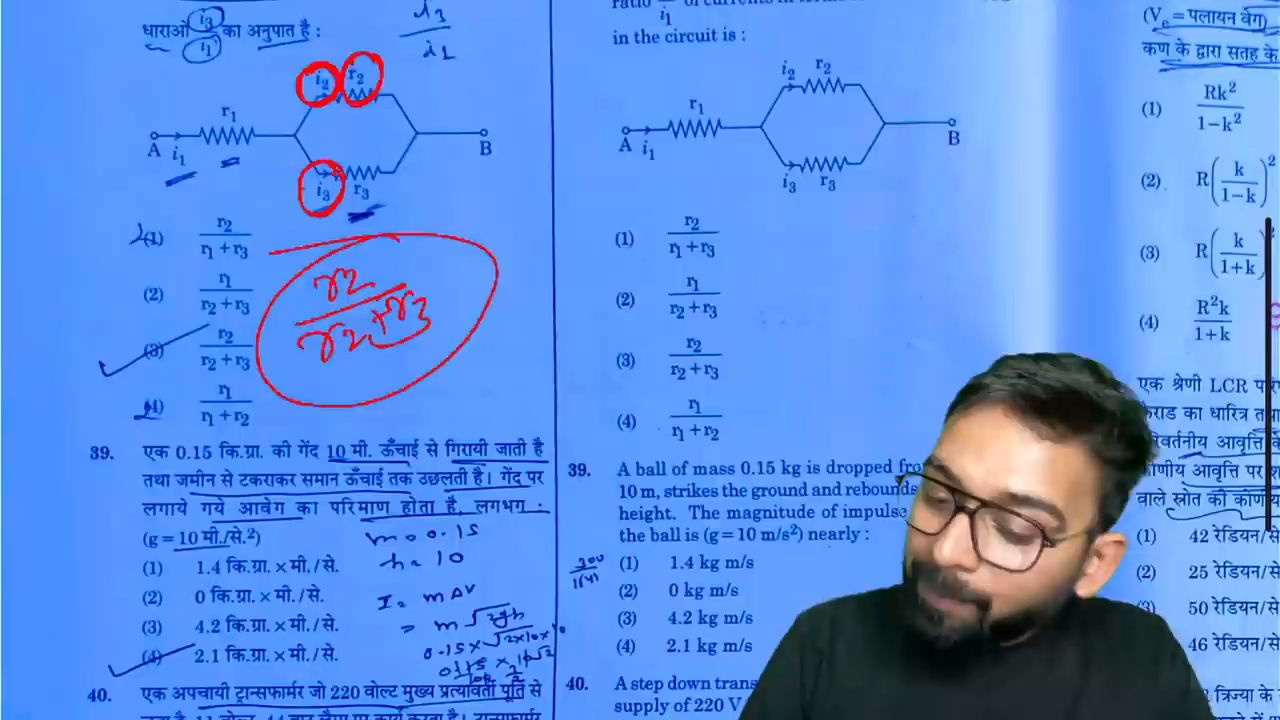 धाराओं i₃/i₁ का अनुपात है :
i₃/i₁
i₂ r₂
r₁
A i₁ B
i₃ r₃
(1) r₂/(r₁ + r₃)
(2) r₁/(r₂ + r₃)
(3) r₂/(r₂ + r₃)
(4) r₁/(r₁ + r₂)
r₂/(r₂ + r₃)
39. एक 0.15 कि.ग्रा. की गेंद 10 मी. ऊँचाई से गिरायी जाती है
तथा जमीन से टकराकर समान ऊँचाई तक उछलती है। गेंद पर
लगाये गये आवेग का परिमाण होता है, लगभग :
(g = 10 मी./से.²)
(1) 1.4 कि.ग्रा. × मी./से.
(2) 0 कि.ग्रा. × मी./से.
(3) 4.2 कि.ग्रा. × मी./से.
(4) 2.1 कि.ग्रा. × मी./से.
m = 0.15
h = 10
I = mΔv
= m√2gh
40. एक अपचायी ट्रान्सफार्मर जो 220 वोल्ट मुख्य प्रत्यावर्ती पूर्ति से
in the circuit is :
i₂ r₂
r₁
A i₁ B
i₃ r₃
(1) r₂/(r₁ + r₃)
(2) r₁/(r₂ + r₃)
(3) r₂/(r₂ + r₃)
(4) r₁/(r₁ + r₂)
39. A ball of mass 0.15 kg is dropped fro
10 m, strikes the ground and rebounds
height. The magnitude of impulse
the ball is (g = 10 m/s²) nearly :
(1) 1.4 kg m/s
(2) 0 kg m/s
(3) 4.2 kg m/s
(4) 2.1 kg m/s
40. A step down trans
supply of 220 V
(Vₑ = पलायन वेग)
कण के द्वारा सतह के
(1) Rk²/(1−k²)
(2) R(k/(1−k))²
(3) R(k/(1+k))²
(4) R²k/(1+k)
एक श्रेणी LCR
का धारित्र
आवृत्ति
आवृत्ति पर
वाले स्रोत की
(1) 42 रेडियन/से
(2) 25 रेडियन/से
(3) 50 रेडियन/से
46 रेडियन/से
त्रिज्या के